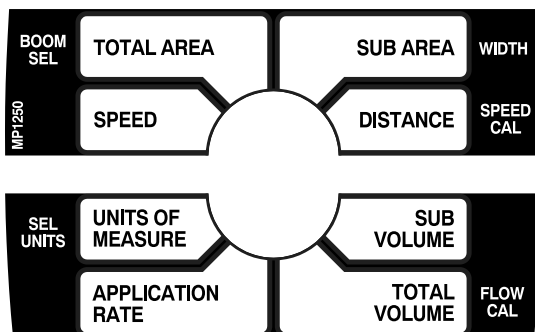 BOOM
SEL
TOTAL AREA
SUB AREA
WIDTH
MP1250
SPEED
DISTANCE
SPEED
CAL
SEL
UNITS
UNITS OF
MEASURE
SUB
VOLUME
APPLICATION
RATE
TOTAL
VOLUME
FLOW
CAL